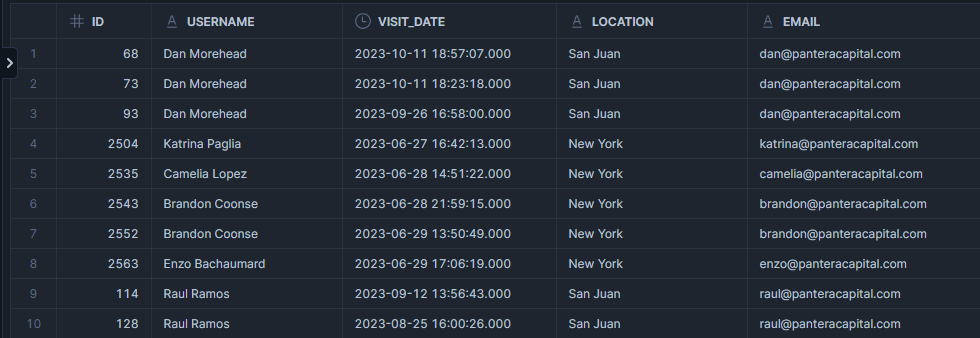 # ID A USERNAME VISIT_DATE A LOCATION A EMAIL
1 68 Dan Morehead 2023-10-11 18:57:07.000 San Juan dan@panteracapital.com
2 73 Dan Morehead 2023-10-11 18:23:18.000 San Juan dan@panteracapital.com
3 93 Dan Morehead 2023-09-26 16:58:00.000 San Juan dan@panteracapital.com
4 2504 Katrina Paglia 2023-06-27 16:42:13.000 New York katrina@panteracapital.com
5 2535 Camelia Lopez 2023-06-28 14:51:22.000 New York camelia@panteracapital.com
6 2543 Brandon Coonse 2023-06-28 21:59:15.000 New York brandon@panteracapital.com
7 2552 Brandon Coonse 2023-06-29 13:50:49.000 New York brandon@panteracapital.com
8 2563 Enzo Bachaumard 2023-06-29 17:06:19.000 New York enzo@panteracapital.com
9 114 Raul Ramos 2023-09-12 13:56:43.000 San Juan raul@panteracapital.com
10 128 Raul Ramos 2023-08-25 16:00:26.000 San Juan raul@panteracapital.com